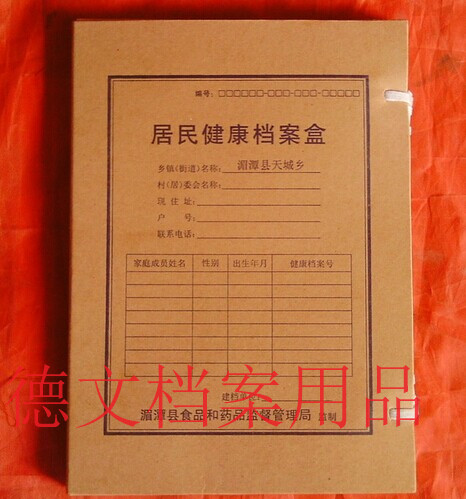 编号：□□□□□□-□□□-□□□-□□□□□
居民健康档案盒
乡镇(街道)名称：湄潭县天城乡
村(居)委会名称：
现 住 址：
户 号：
联系电话：
家庭成员姓名 性别 出生年月 健康档案号
德文档案用品
建档单位：
湄潭县食品和药品监督管理局 监制